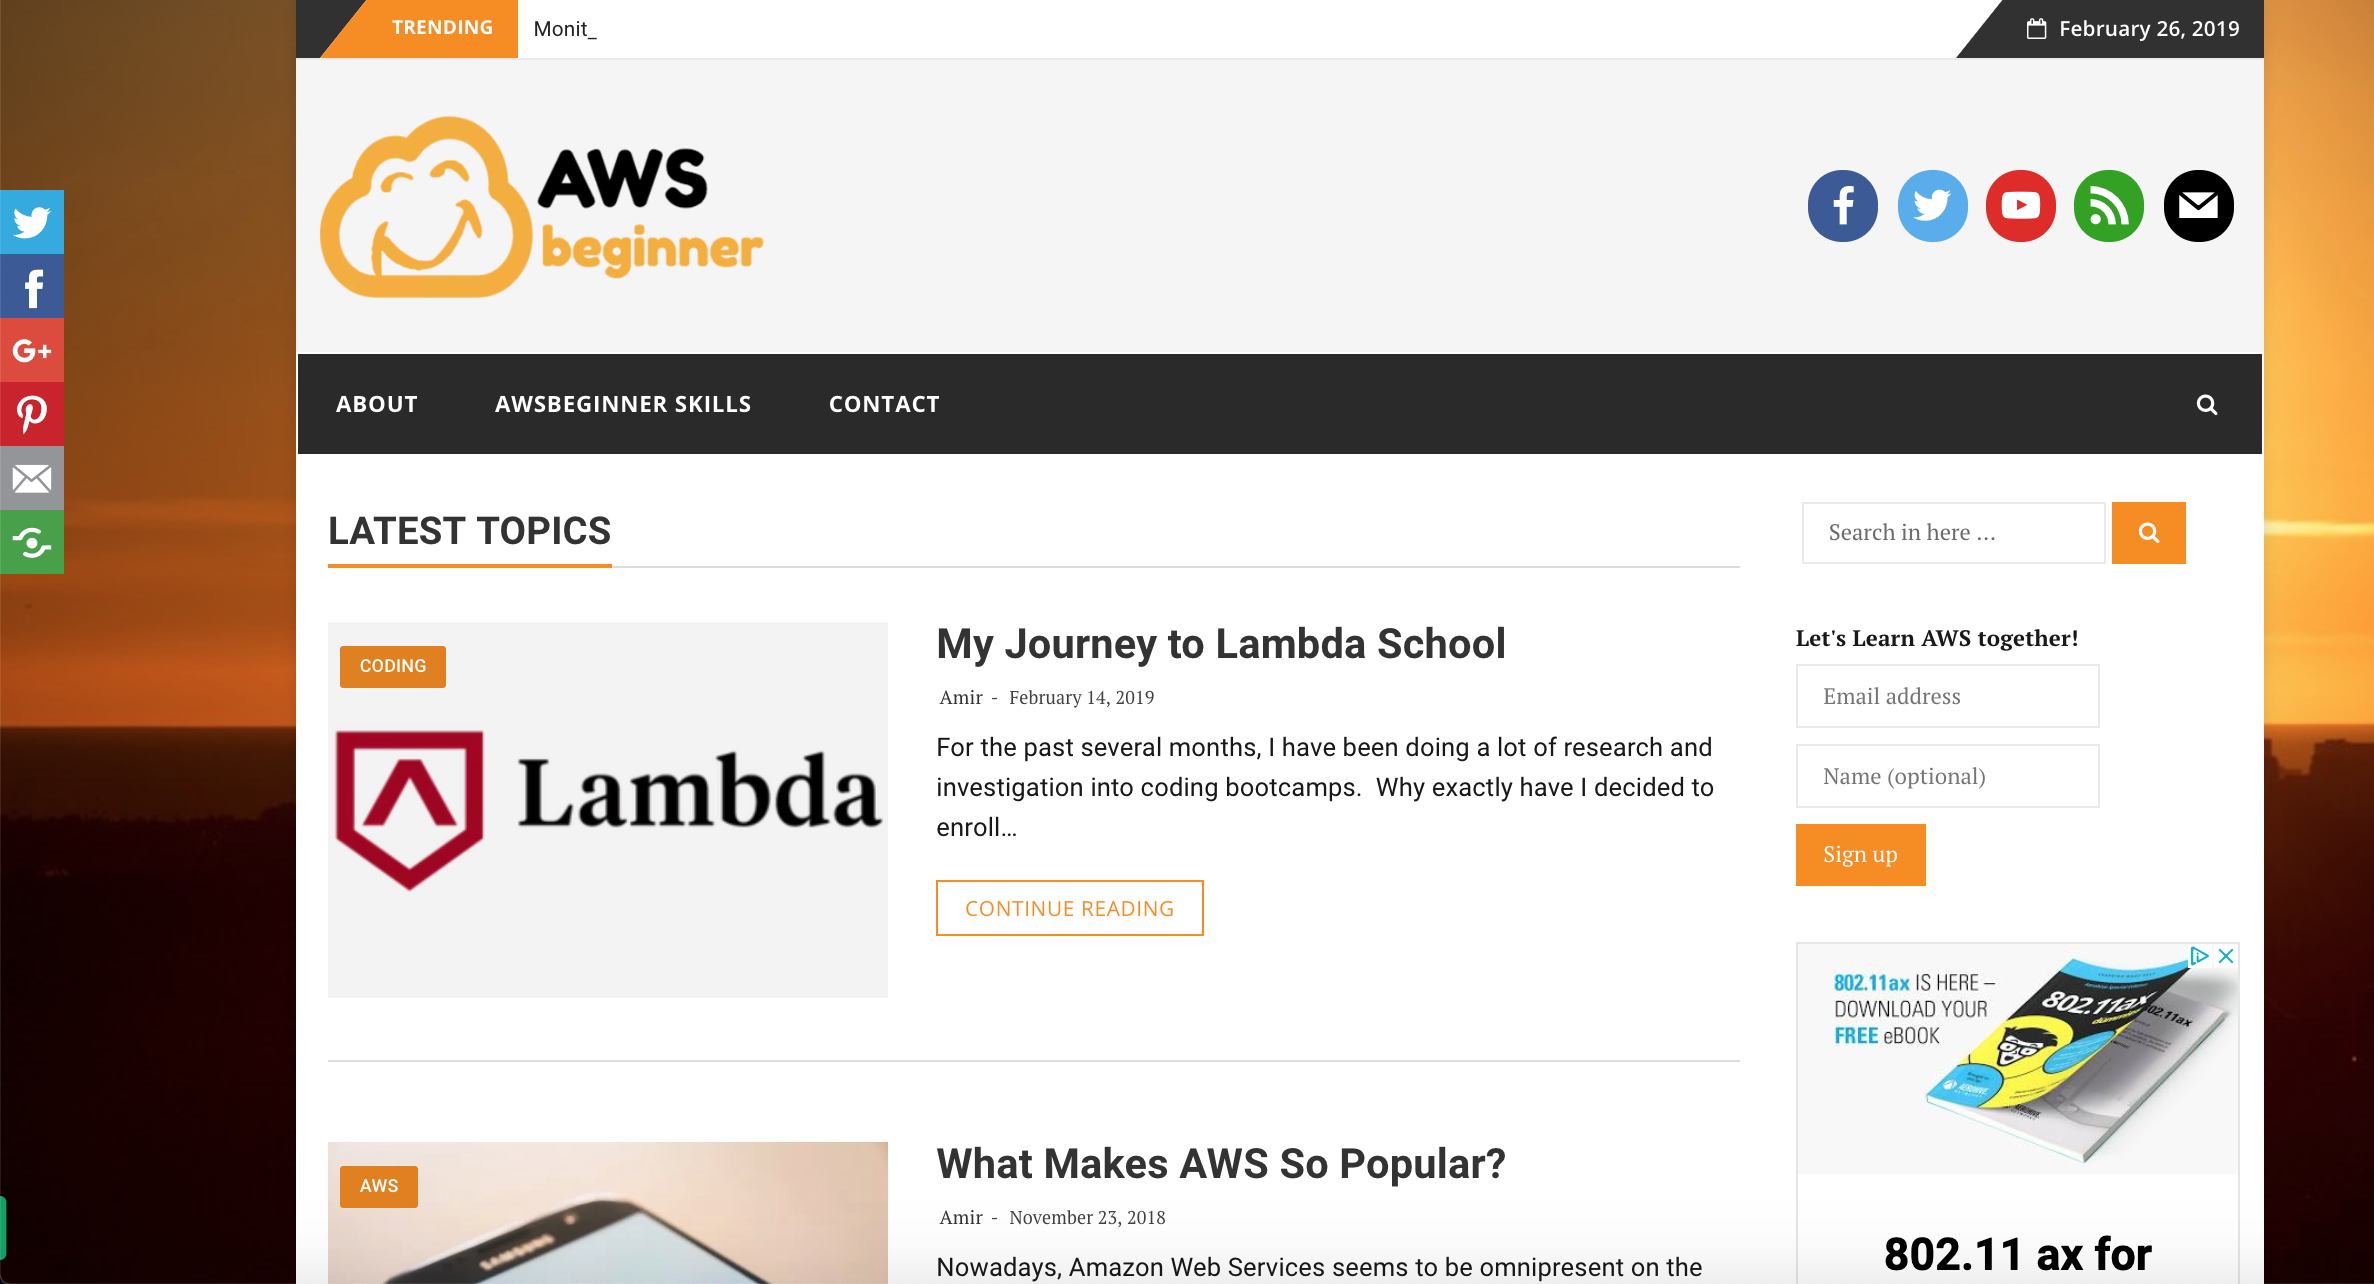 TRENDING
Monit_
February 26, 2019
AWS
beginner
G+
ABOUT
AWSBEGINNER SKILLS
CONTACT
LATEST TOPICS
Search in here ...
CODING
Lambda
My Journey to Lambda School
Amir - February 14, 2019
For the past several months, I have been doing a lot of research and
investigation into coding bootcamps.  Why exactly have I decided to
enroll...
CONTINUE READING
Let's Learn AWS together!
Email address
Name (optional)
Sign up
802.11ax IS HERE –
DOWNLOAD YOUR
FREE eBOOK
802.11ax
dummies
AEROHIVE
AWS
SAMSUNG
What Makes AWS So Popular?
Amir - November 23, 2018
Nowadays, Amazon Web Services seems to be omnipresent on the
802.11 ax for